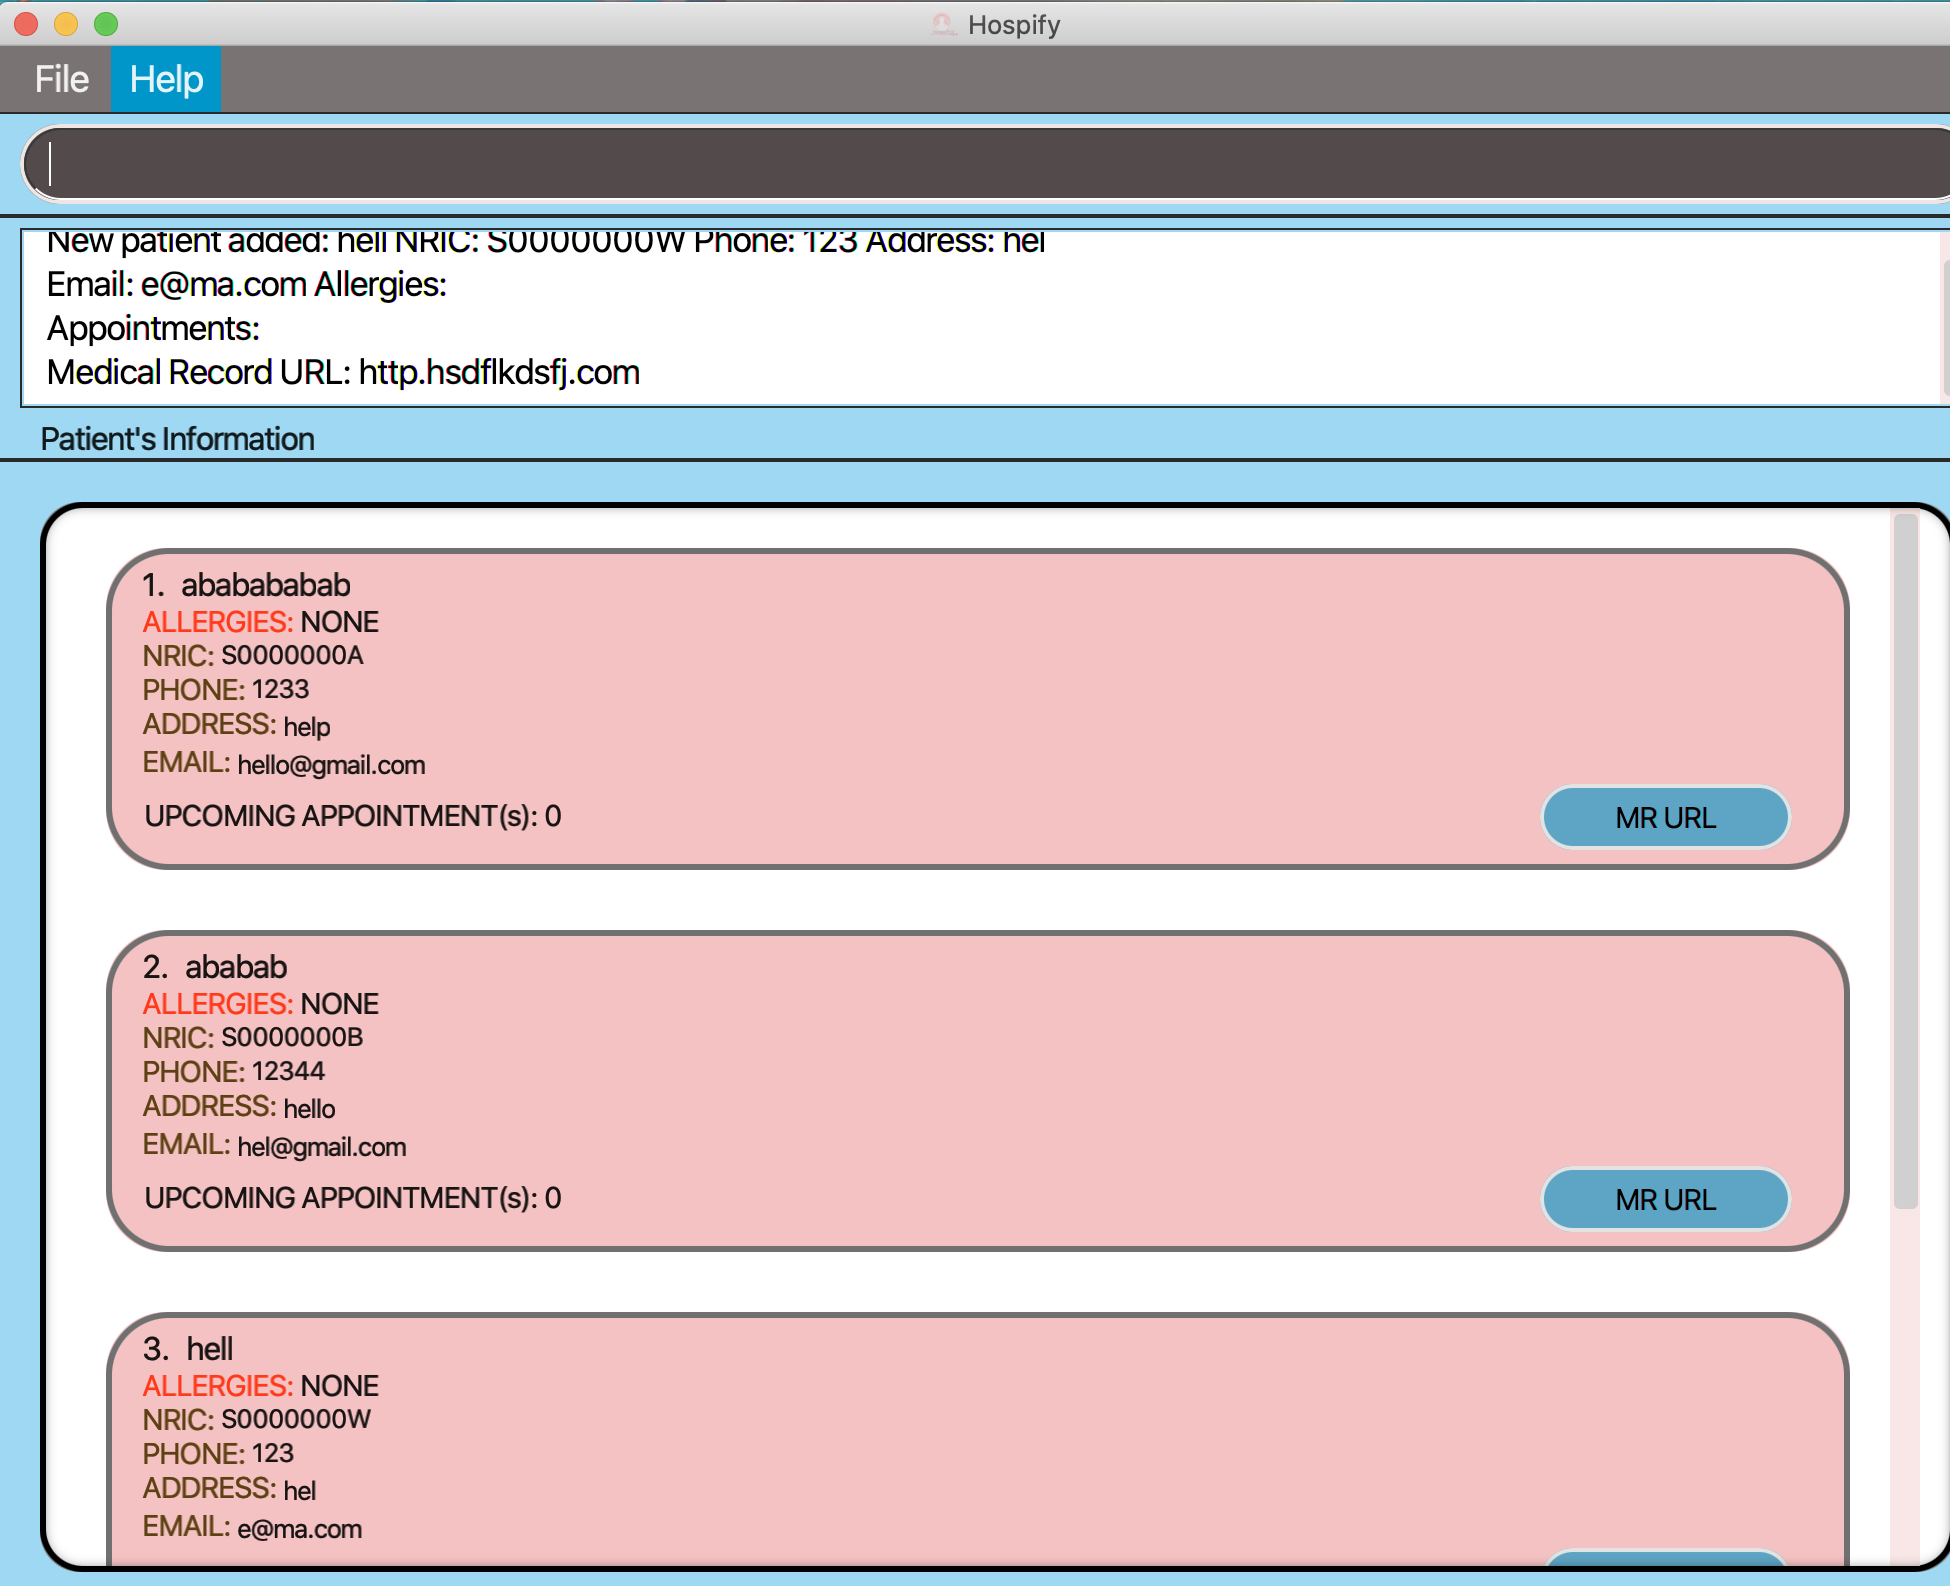 Hospify
File Help
New patient added: hell NRIC: S0000000W Phone: 123 Address: hel
Email: e@ma.com Allergies:
Appointments:
Medical Record URL: http.hsdflkdsfj.com
Patient's Information
1. ababababab
ALLERGIES: NONE
NRIC: S0000000A
PHONE: 1233
ADDRESS: help
EMAIL: hello@gmail.com
UPCOMING APPOINTMENT(s): 0
MR URL
2. ababab
ALLERGIES: NONE
NRIC: S0000000B
PHONE: 12344
ADDRESS: hello
EMAIL: hel@gmail.com
UPCOMING APPOINTMENT(s): 0
MR URL
3. hell
ALLERGIES: NONE
NRIC: S0000000W
PHONE: 123
ADDRESS: hel
EMAIL: e@ma.com